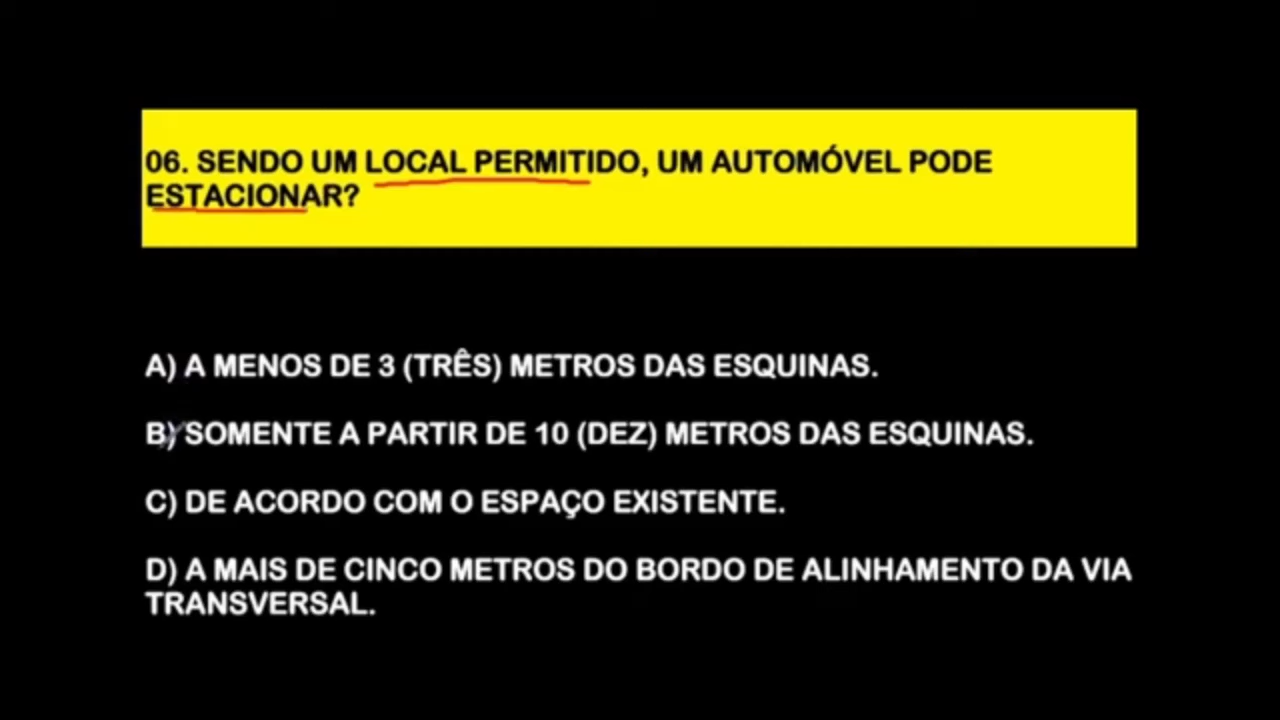 06. SENDO UM LOCAL PERMITIDO, UM AUTOMÓVEL PODE
ESTACIONAR?
A) A MENOS DE 3 (TRÊS) METROS DAS ESQUINAS.
B) SOMENTE A PARTIR DE 10 (DEZ) METROS DAS ESQUINAS.
C) DE ACORDO COM O ESPAÇO EXISTENTE.
D) A MAIS DE CINCO METROS DO BORDO DE ALINHAMENTO DA VIA
TRANSVERSAL.